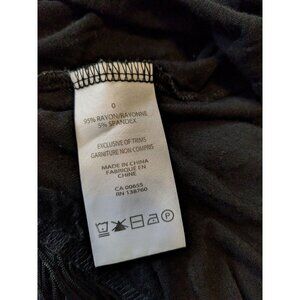 0
95% RAYON/RAYONNE
5% SPANDEX
EXCLUSIVE OF TRIMS
GARNITURE NON COMPRIS
MADE IN CHINA
FABRIQUE EN
CHINE
CA 00655
RN 138760
P